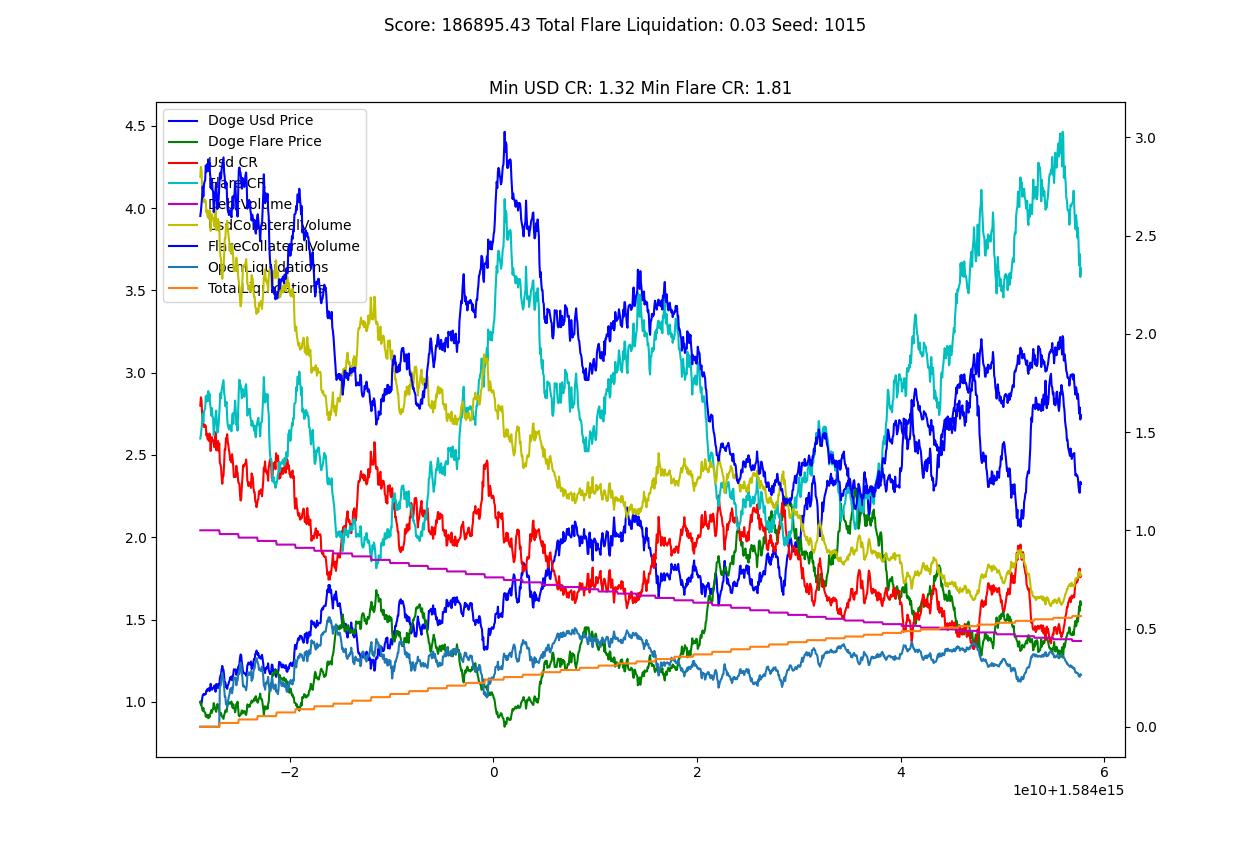 Score: 186895.43 Total Flare Liquidation: 0.03 Seed: 1015
Min USD CR: 1.32 Min Flare CR: 1.81
Doge Usd Price
Doge Flare Price
Usd CR
Flare CR
DebtVolume
UsdCollateralVolume
FlareCollateralVolume
OpenLiquidations
TotalLiquidations
4.5
4.0
3.5
3.0
2.5
2.0
1.5
1.0
3.0
2.5
2.0
1.5
1.0
0.5
0.0
−2 0 2 4 6
1e10+1.584e15